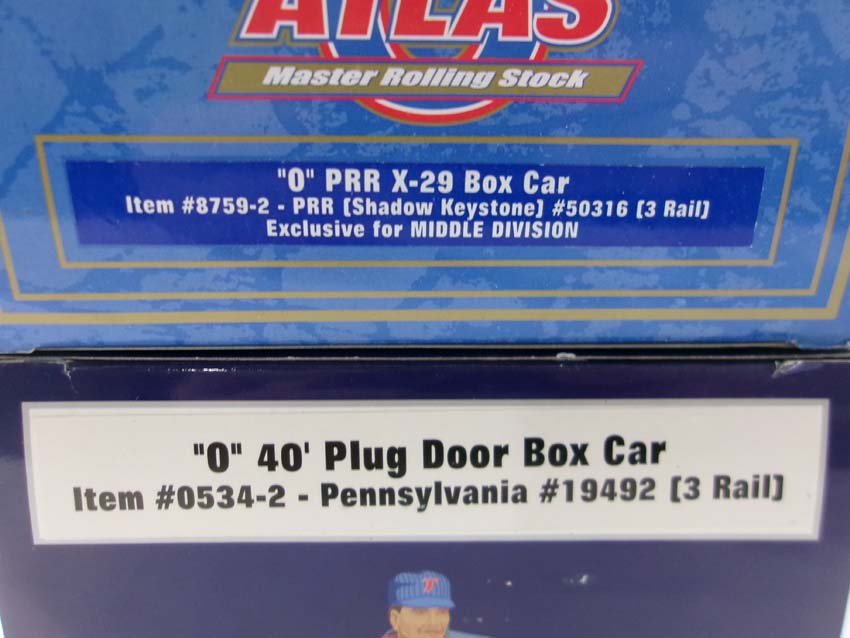 ATLAS
Master Rolling Stock
"O" PRR X-29 Box Car
Item #8759-2 - PRR [Shadow Keystone] #50316 [3 Rail]
Exclusive for MIDDLE DIVISION
"O" 40' Plug Door Box Car
Item #0534-2 - Pennsylvania #19492 [3 Rail]